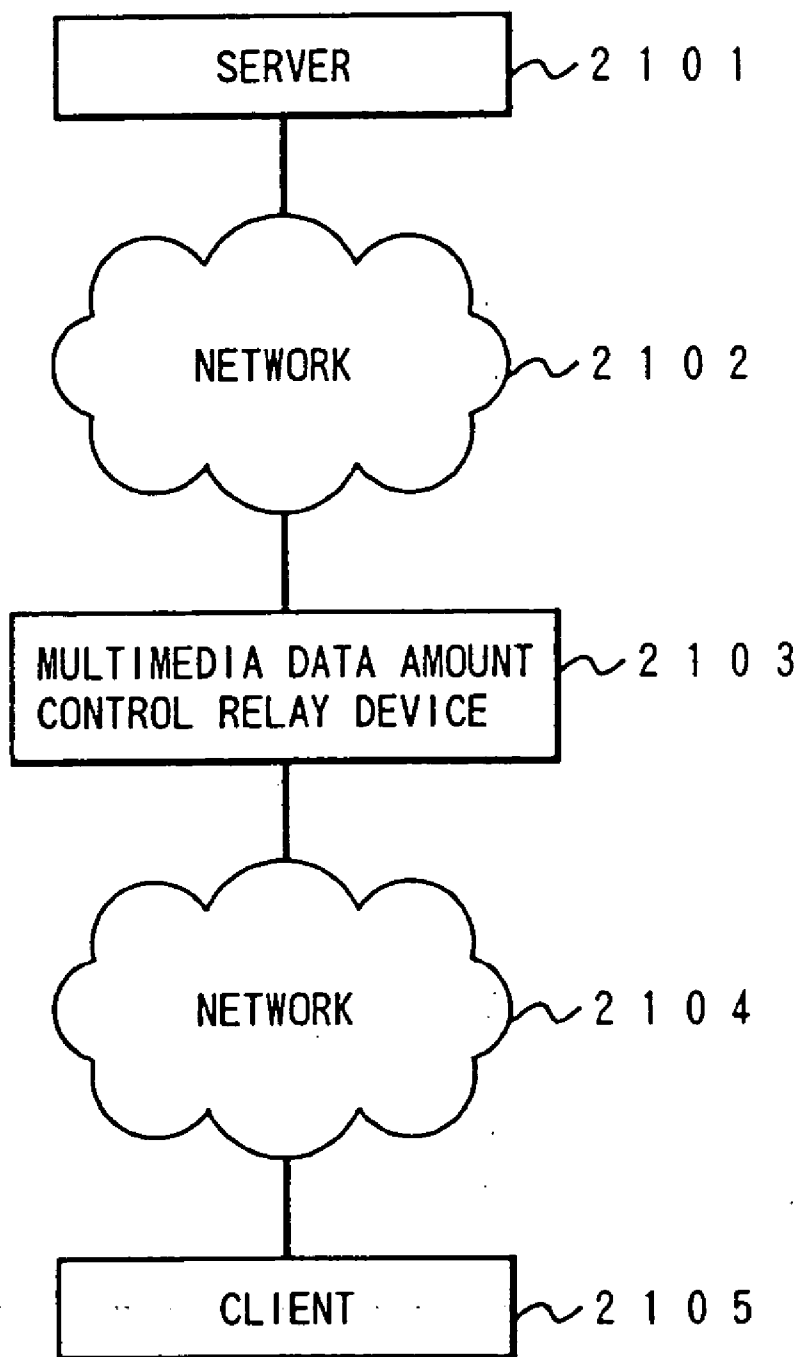 SERVER 2101
NETWORK 2102
MULTIMEDIA DATA AMOUNT
CONTROL RELAY DEVICE 2103
NETWORK 2104
CLIENT 2105